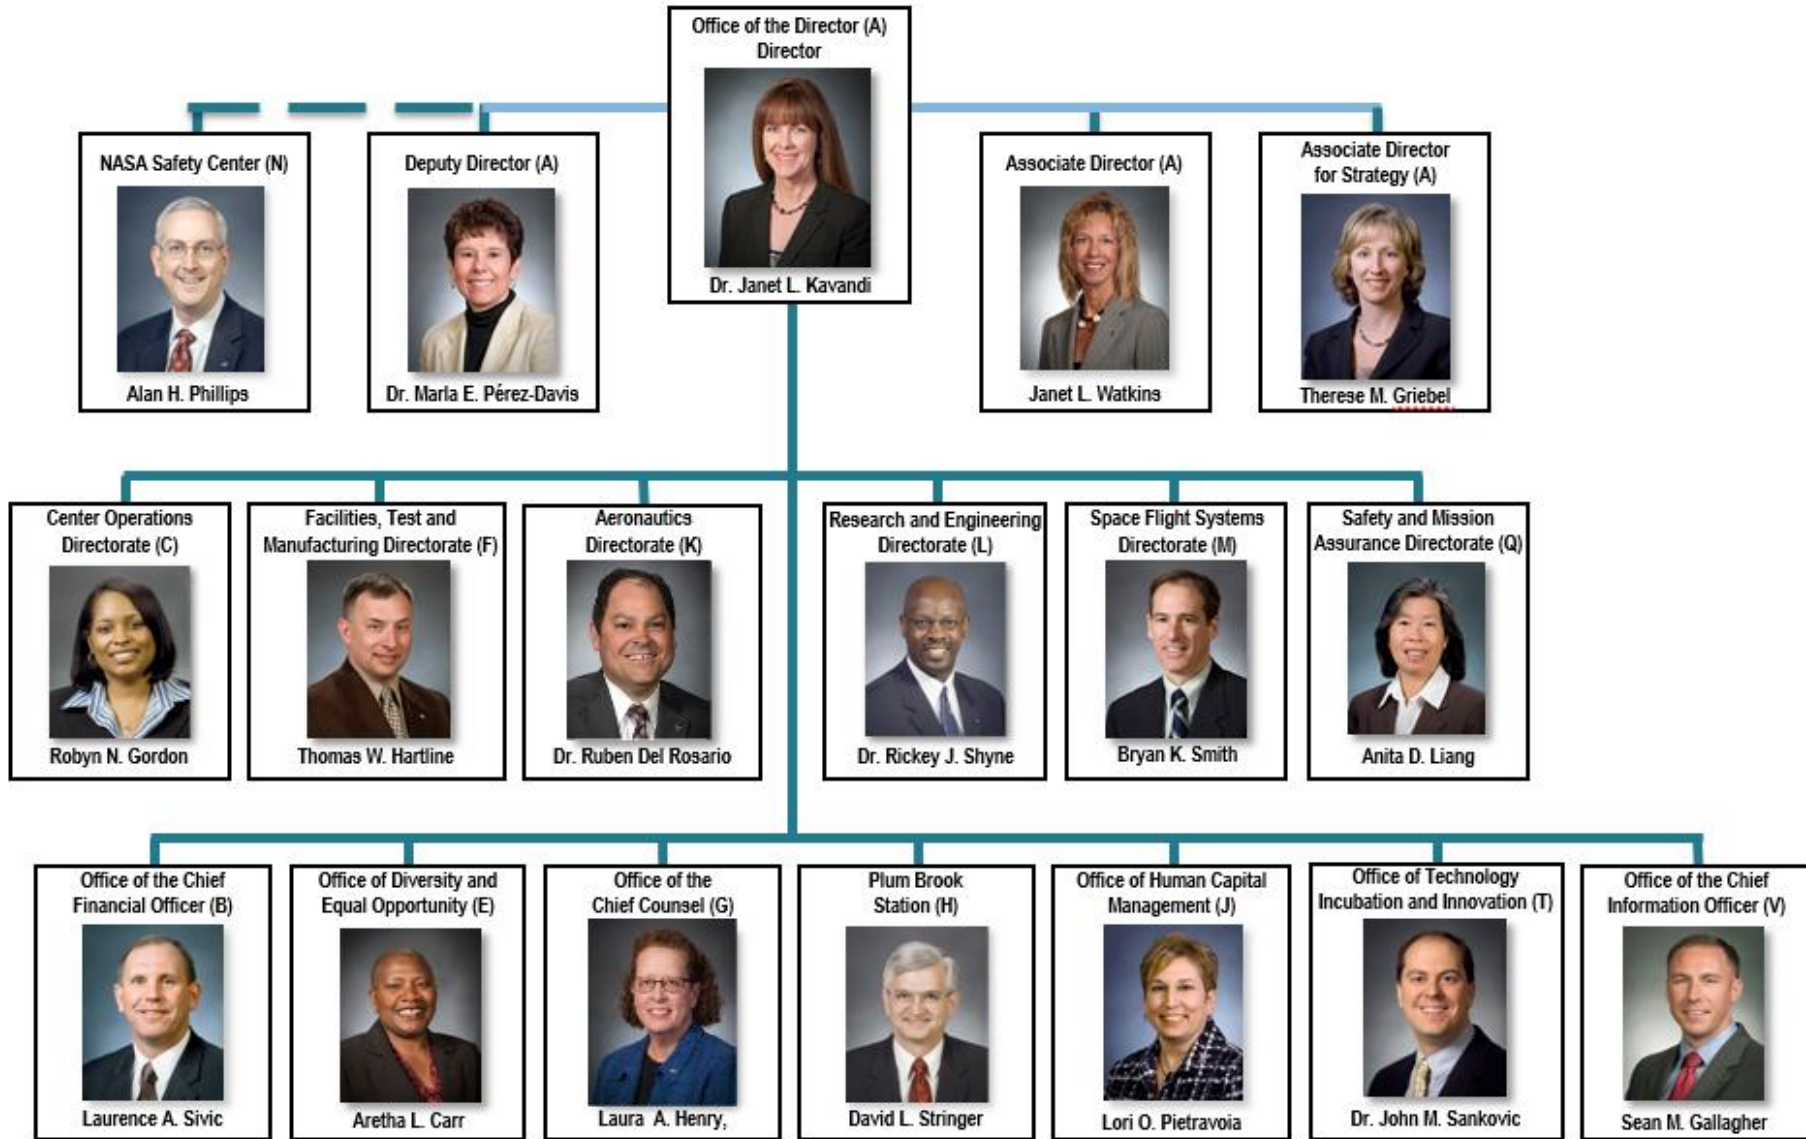 Office of the Director (A)
Director
Dr. Janet L. Kavandi
NASA Safety Center (N)
Alan H. Phillips
Deputy Director (A)
Dr. Marla E. Pérez-Davis
Associate Director (A)
Janet L. Watkins
Associate Director
for Strategy (A)
Therese M. Griebel
Center Operations
Directorate (C)
Robyn N. Gordon
Facilities, Test and
Manufacturing Directorate (F)
Thomas W. Hartline
Aeronautics
Directorate (K)
Dr. Ruben Del Rosario
Research and Engineering
Directorate (L)
Dr. Rickey J. Shyne
Space Flight Systems
Directorate (M)
Bryan K. Smith
Safety and Mission
Assurance Directorate (Q)
Anita D. Liang
Office of the Chief
Financial Officer (B)
Laurence A. Sivic
Office of Diversity and
Equal Opportunity (E)
Aretha L. Carr
Office of the
Chief Counsel (G)
Laura A. Henry,
Plum Brook
Station (H)
David L. Stringer
Office of Human Capital
Management (J)
Lori O. Pietravoia
Office of Technology
Incubation and Innovation (T)
Dr. John M. Sankovic
Office of the Chief
Information Officer (V)
Sean M. Gallagher